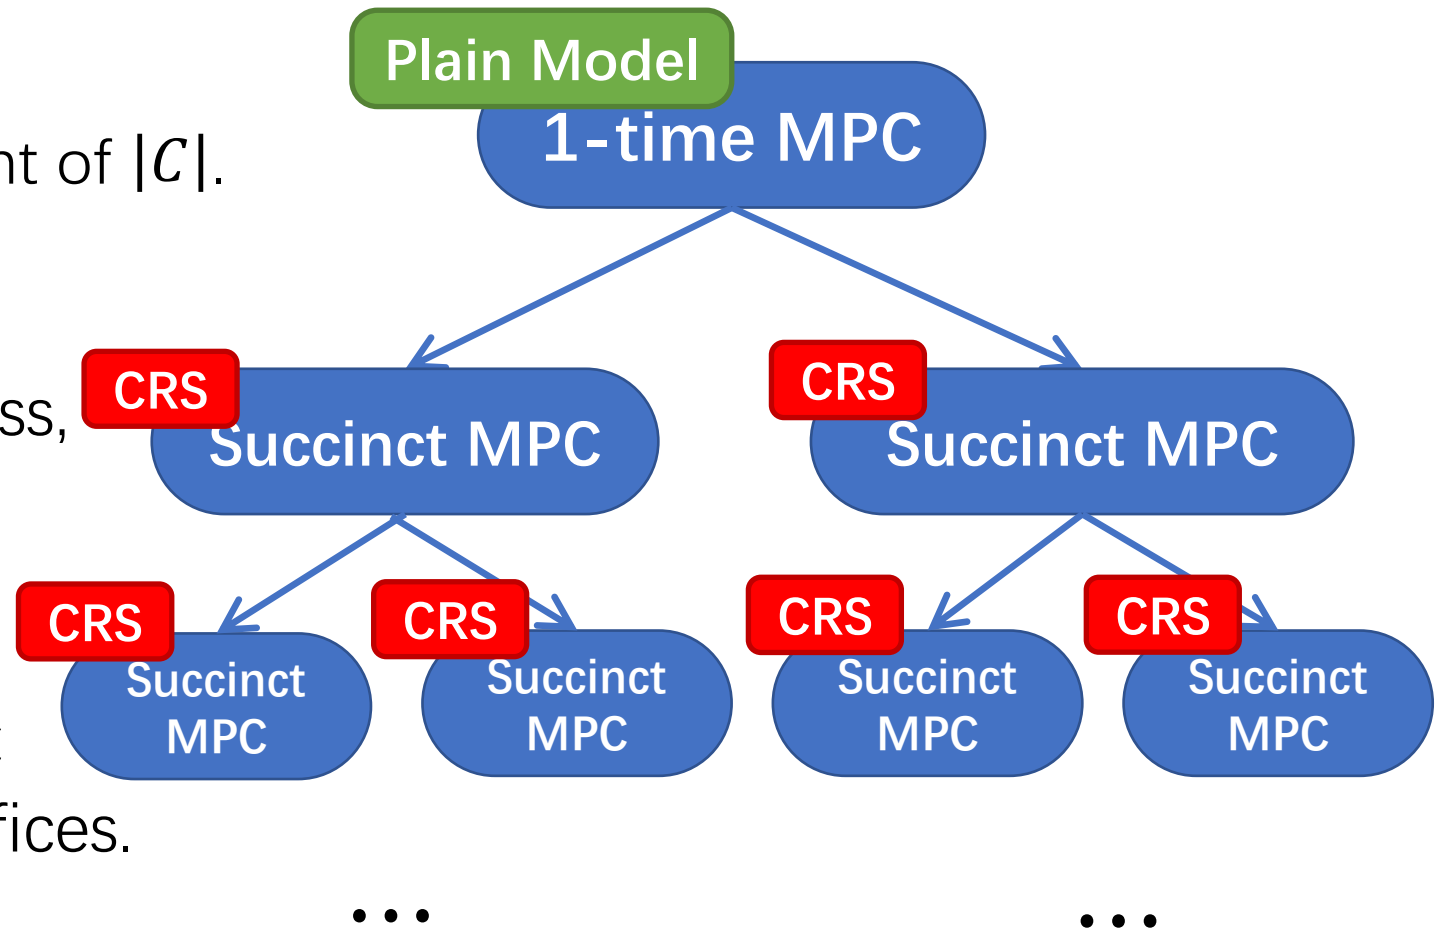 Plain Model
1-time MPC
nt of |C|.
CRS
CRS
ss,
Succinct MPC
Succinct MPC
CRS
CRS
CRS
CRS
Succinct
MPC
Succinct
MPC
Succinct
MPC
Succinct
MPC
fices.
...
...